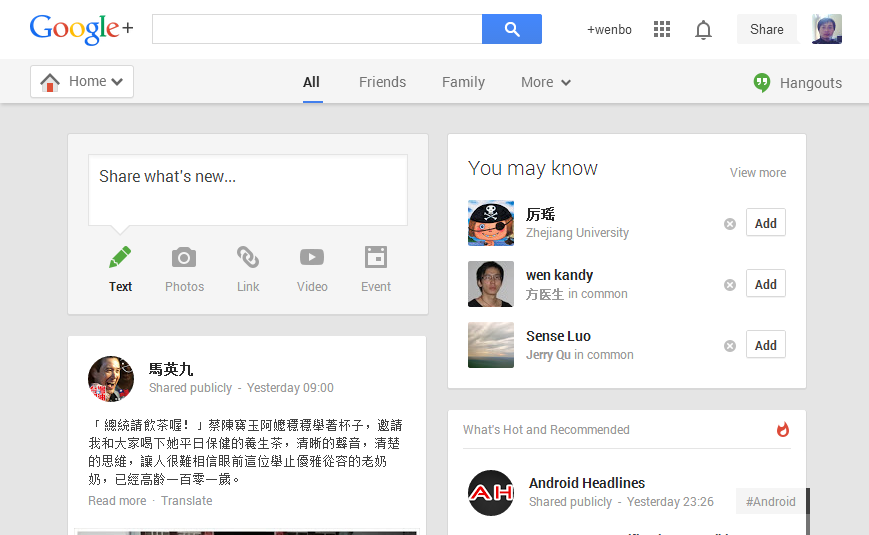 Google+
+wenbo
Share
Home
All
Friends
Family
More
Hangouts
Share what's new...
Text
Photos
Link
Video
Event
You may know
View more
厉瑶
Zhejiang University
Add
wen kandy
方医生 in common
Add
Sense Luo
Jerry Qu in common
Add
馬英九
Shared publicly - Yesterday 09:00
「 總統請飲茶喔！」蔡陳寶玉阿嬤穩穩舉著杯子，邀請
我和大家喝下她平日保健的養生茶，清晰的聲音，清楚
的思維，讓人很難相信眼前這位舉止優雅從容的老奶
奶，已經高齡一百零一歲。
Read more · Translate
What's Hot and Recommended
AH
Android Headlines
Shared publicly - Yesterday 23:26
#Android